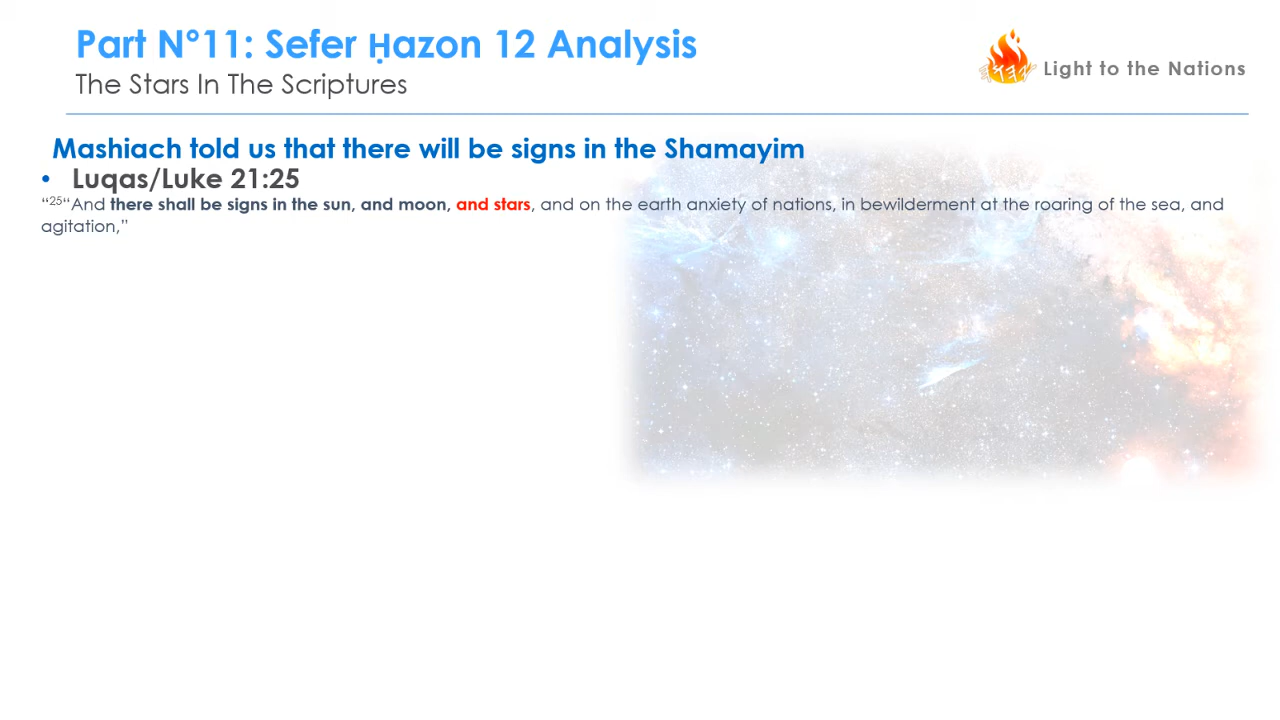 Part N°11: Sefer Ḥazon 12 Analysis
The Stars In The Scriptures
Light to the Nations
Mashiach told us that there will be signs in the Shamayim
• Luqas/Luke 21:25
“25“And there shall be signs in the sun, and moon, and stars, and on the earth anxiety of nations, in bewilderment at the roaring of the sea, and
agitation,”